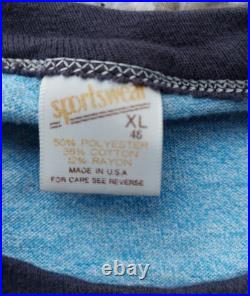 sportswear
XL
46
50% POLYESTER
38% COTTON
12% RAYON
MADE IN U.S.A
FOR CARE SEE REVERSE